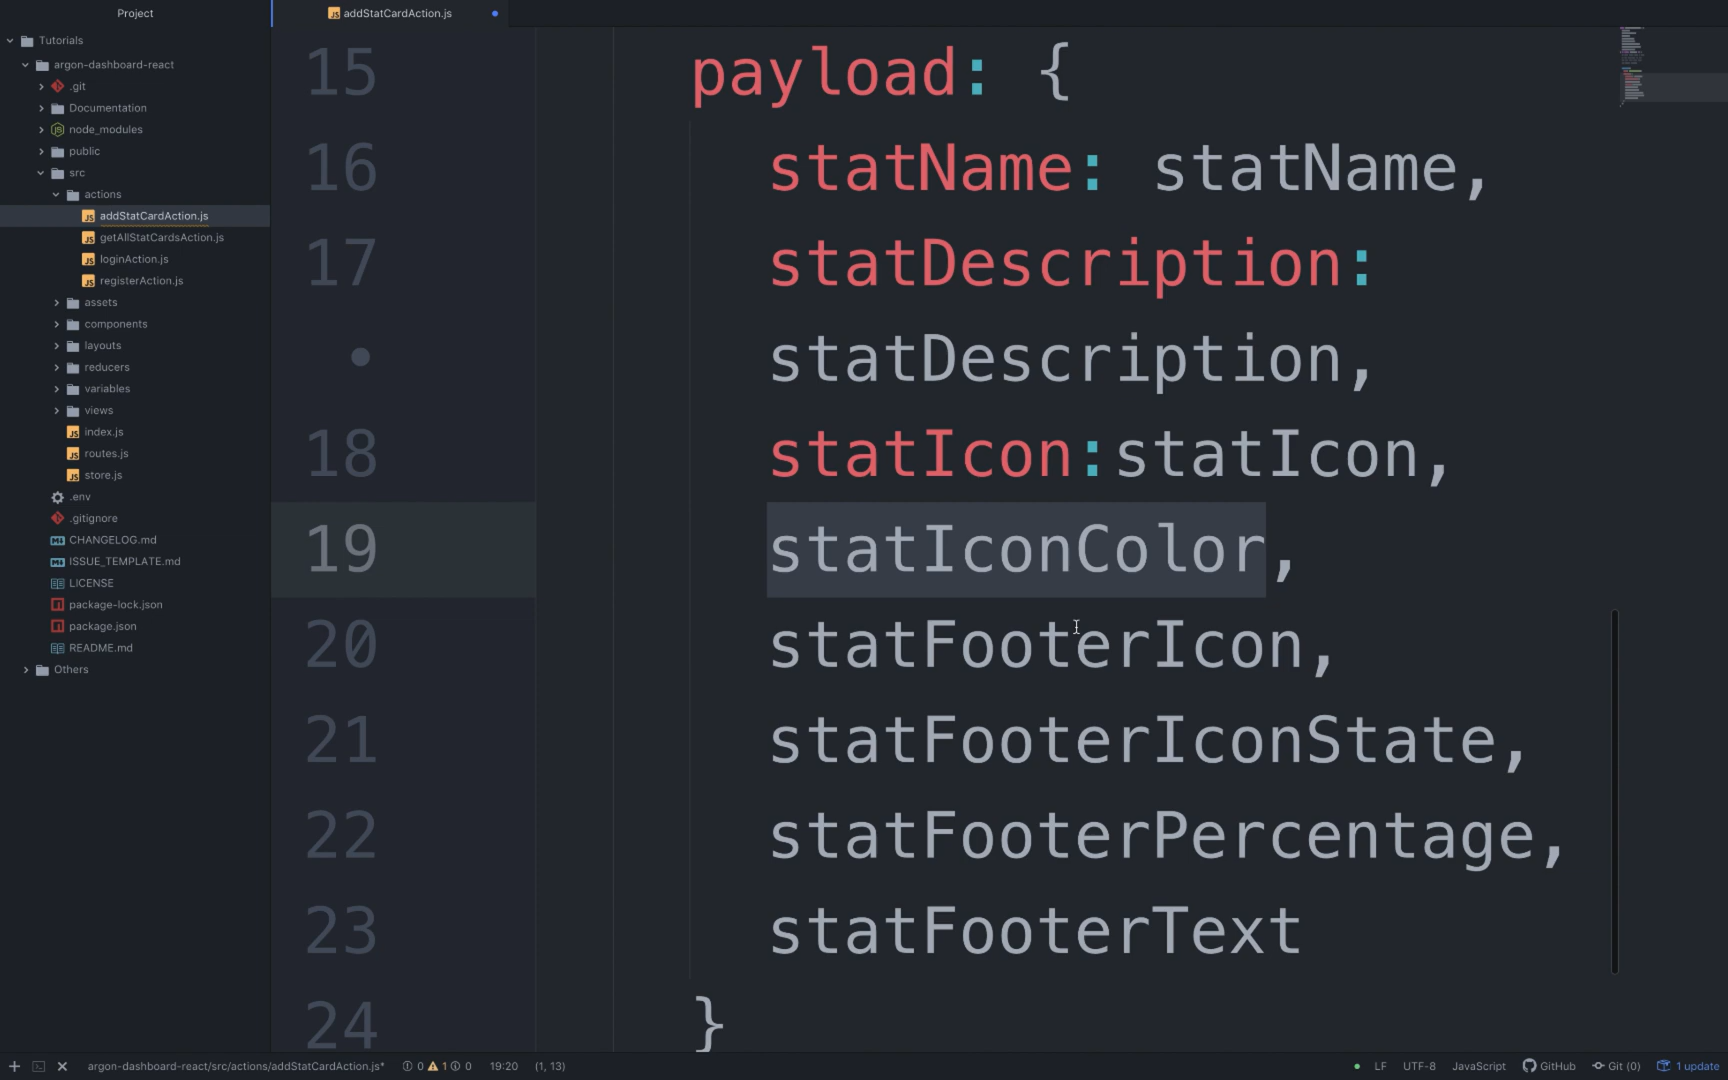 Project
addStatCardAction.js
Tutorials
argon-dashboard-react
.git
Documentation
node_modules
public
src
actions
addStatCardAction.js
getAllStatCardsAction.js
loginAction.js
registerAction.js
assets
components
layouts
reducers
variables
views
index.js
routes.js
store.js
.env
.gitignore
CHANGELOG.md
ISSUE_TEMPLATE.md
LICENSE
package-lock.json
package.json
README.md
Others
15 payload: {
16 statName: statName,
17 statDescription:
• statDescription,
18 statIcon:statIcon,
19 statIconColor,
20 statFooterIcon,
21 statFooterIconState,
22 statFooterPercentage,
23 statFooterText
24 }
argon-dashboard-react/src/actions/addStatCardAction.js* 0 1 0 19:20 (1, 13) LF UTF-8 JavaScript GitHub Git (0) 1 update